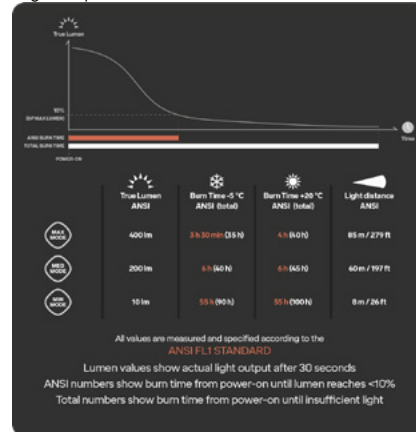 True Lumen
10%
(OF MAX LUMEN)
Time
ANSI BURN TIME
TOTAL BURN TIME
POWER-ON
True Lumen
ANSI
Burn Time -5 °C
ANSI (total)
Burn Time +20 °C
ANSI (total)
Light distance
ANSI
MAX
MODE
400 lm
3 h 30 min (35 h)
4 h (40 h)
85 m / 279 ft
MED
MODE
200 lm
6 h (40 h)
6 h (45 h)
60 m / 197 ft
MIN
MODE
10 lm
55 h (90 h)
55 h (100 h)
8 m / 26 ft
All values are measured and specified according to the
ANSI FL1 STANDARD
Lumen values show actual light output after 30 seconds
ANSI numbers show burn time from power-on until lumen reaches <10%
Total numbers show burn time from power-on until insufficient light